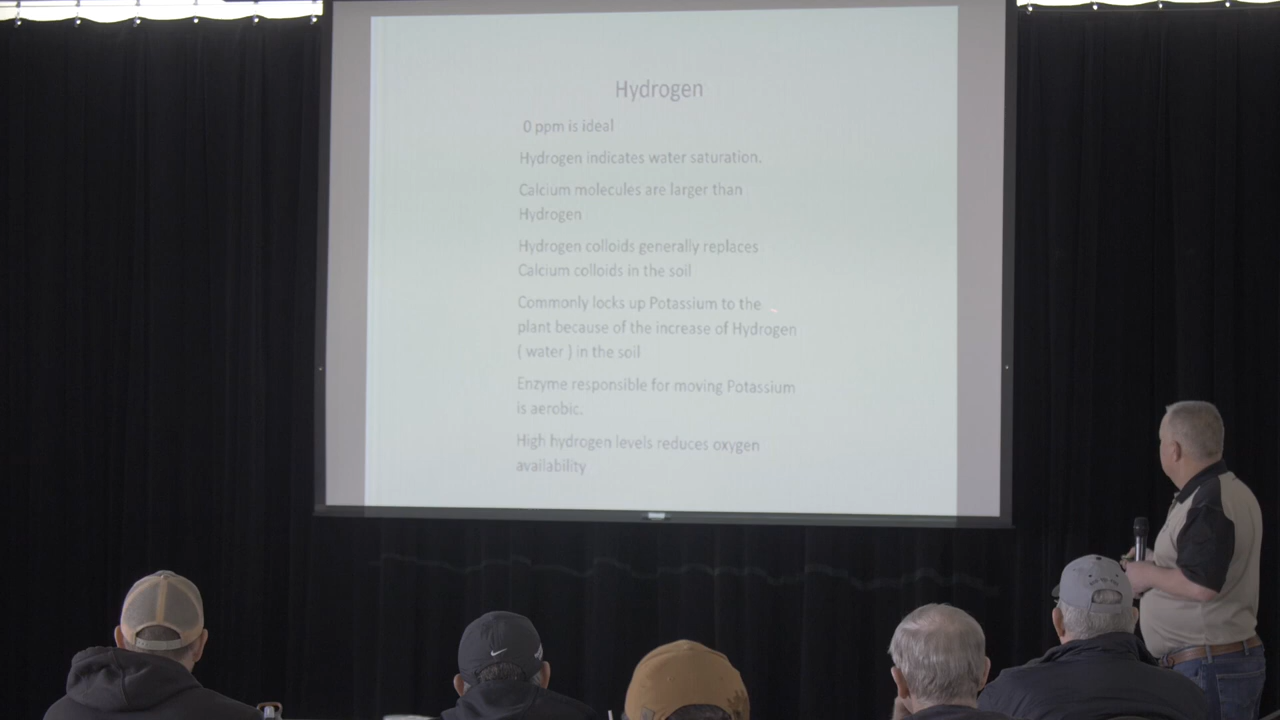 Hydrogen
0 ppm is ideal
Hydrogen indicates water saturation.
Calcium molecules are larger than
Hydrogen
Hydrogen colloids generally replaces
Calcium colloids in the soil
Commonly locks up Potassium to the
plant because of the increase of Hydrogen
( water ) in the soil
Enzyme responsible for moving Potassium
is aerobic.
High hydrogen levels reduces oxygen
availability